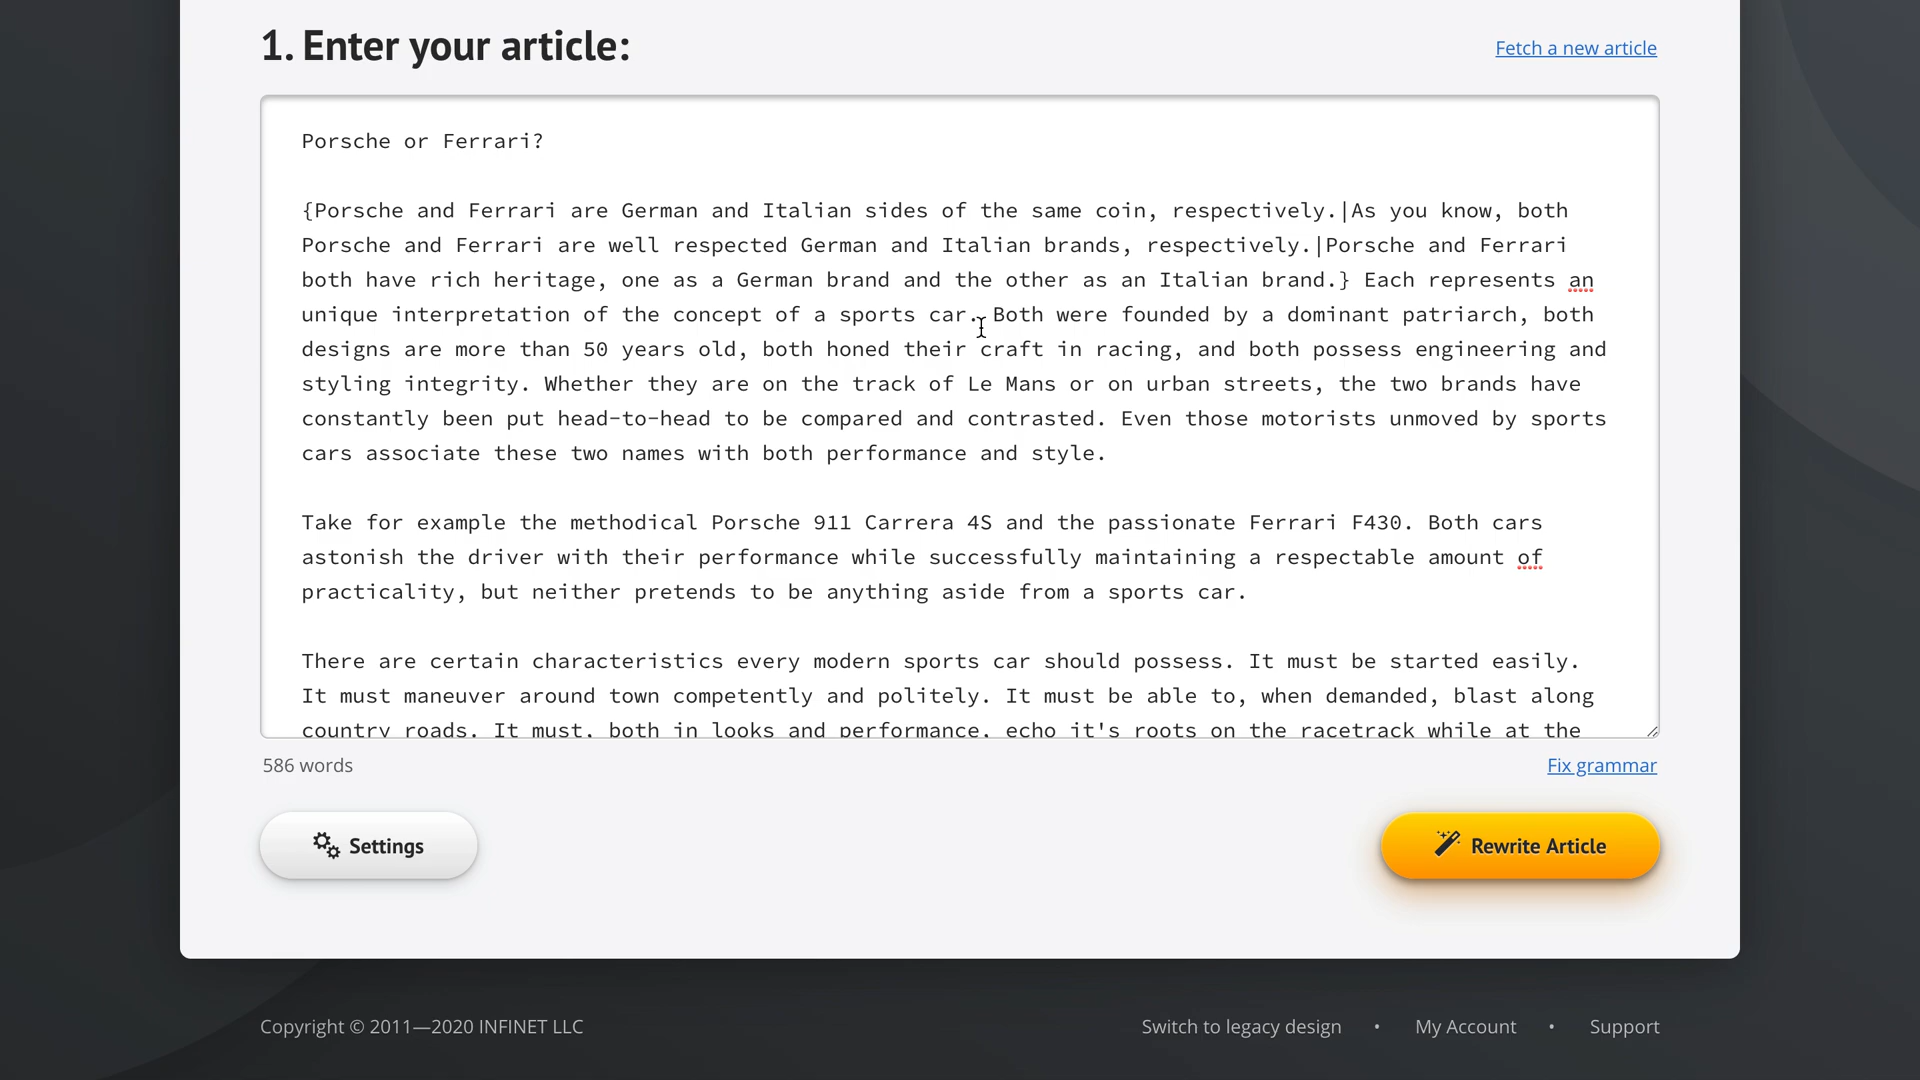 1. Enter your article:
Fetch a new article
Porsche or Ferrari?
{Porsche and Ferrari are German and Italian sides of the same coin, respectively.|As you know, both
Porsche and Ferrari are well respected German and Italian brands, respectively.|Porsche and Ferrari
both have rich heritage, one as a German brand and the other as an Italian brand.} Each represents an
unique interpretation of the concept of a sports car. Both were founded by a dominant patriarch, both
designs are more than 50 years old, both honed their craft in racing, and both possess engineering and
styling integrity. Whether they are on the track of Le Mans or on urban streets, the two brands have
constantly been put head-to-head to be compared and contrasted. Even those motorists unmoved by sports
cars associate these two names with both performance and style.
Take for example the methodical Porsche 911 Carrera 4S and the passionate Ferrari F430. Both cars
astonish the driver with their performance while successfully maintaining a respectable amount of
practicality, but neither pretends to be anything aside from a sports car.
There are certain characteristics every modern sports car should possess. It must be started easily.
It must maneuver around town competently and politely. It must be able to, when demanded, blast along
country roads. It must, both in looks and performance, echo it's roots on the racetrack while at the
586 words
Fix grammar
Settings
Rewrite Article
Copyright © 2011—2020 INFINET LLC
Switch to legacy design • My Account • Support